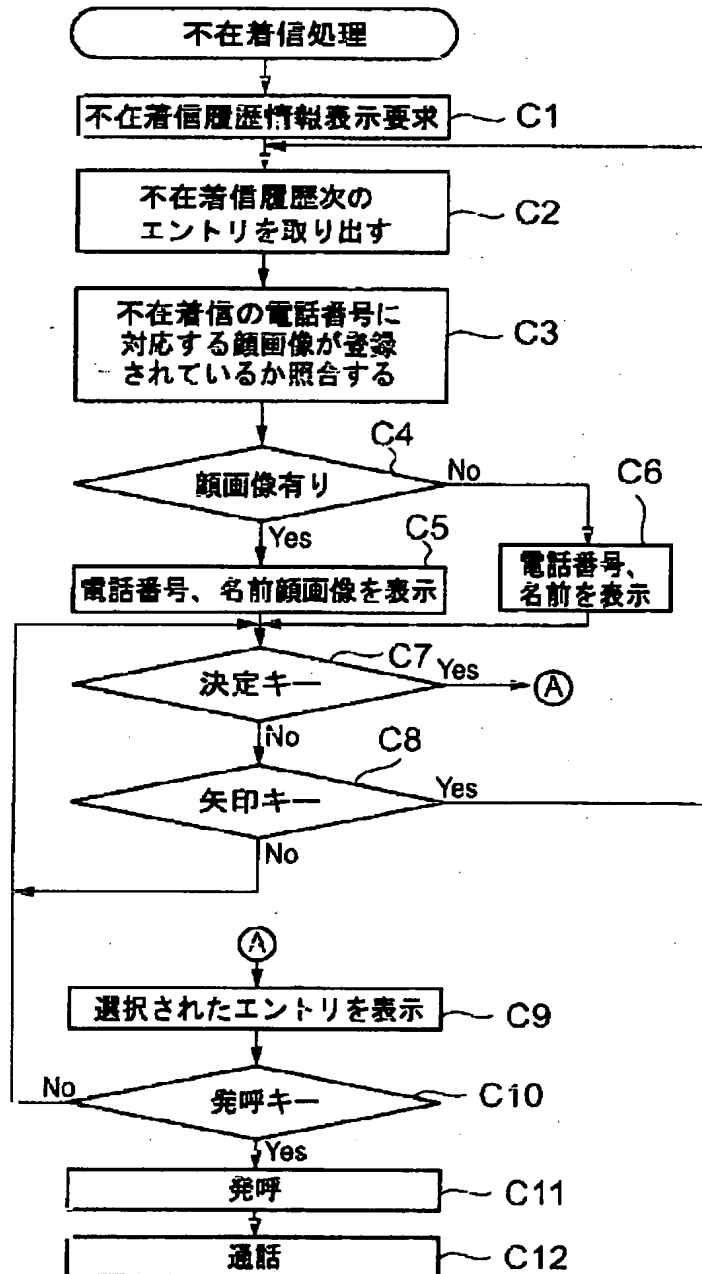 不在着信処理
不在着信履歴情報表示要求
C1
不在着信履歴次の
エントリを取り出す
C2
不在着信の電話番号に
対応する顔画像が登録
されているか照合する
C3
C4
顔画像有り
No
C6
Yes
C5
電話番号、名前顔画像を表示
電話番号、
名前を表示
C7
決定キー
Yes
A
No
C8
矢印キー
Yes
No
A
選択されたエントリを表示
C9
No
発呼キー
C10
Yes
発呼
C11
通話
C12